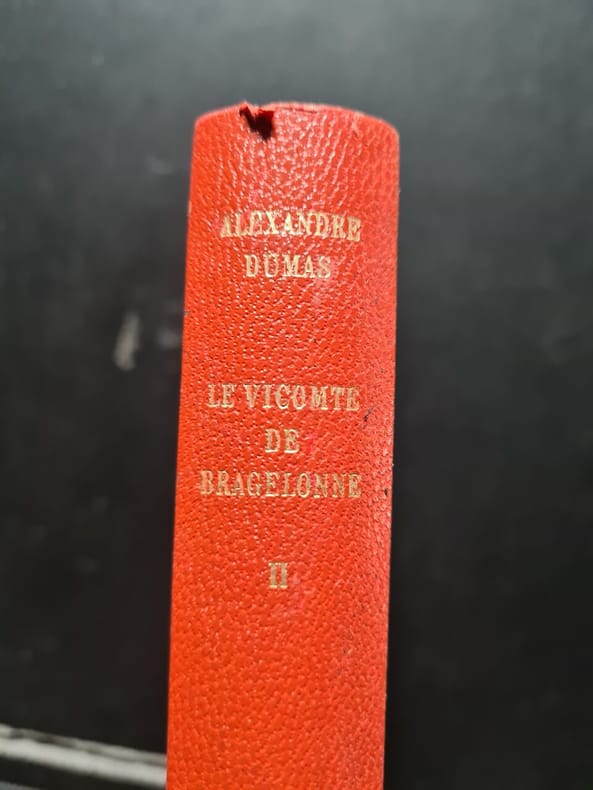 ALEXANDRE
DUMAS
LE VICOMTE
DE
BRAGELONNE
II